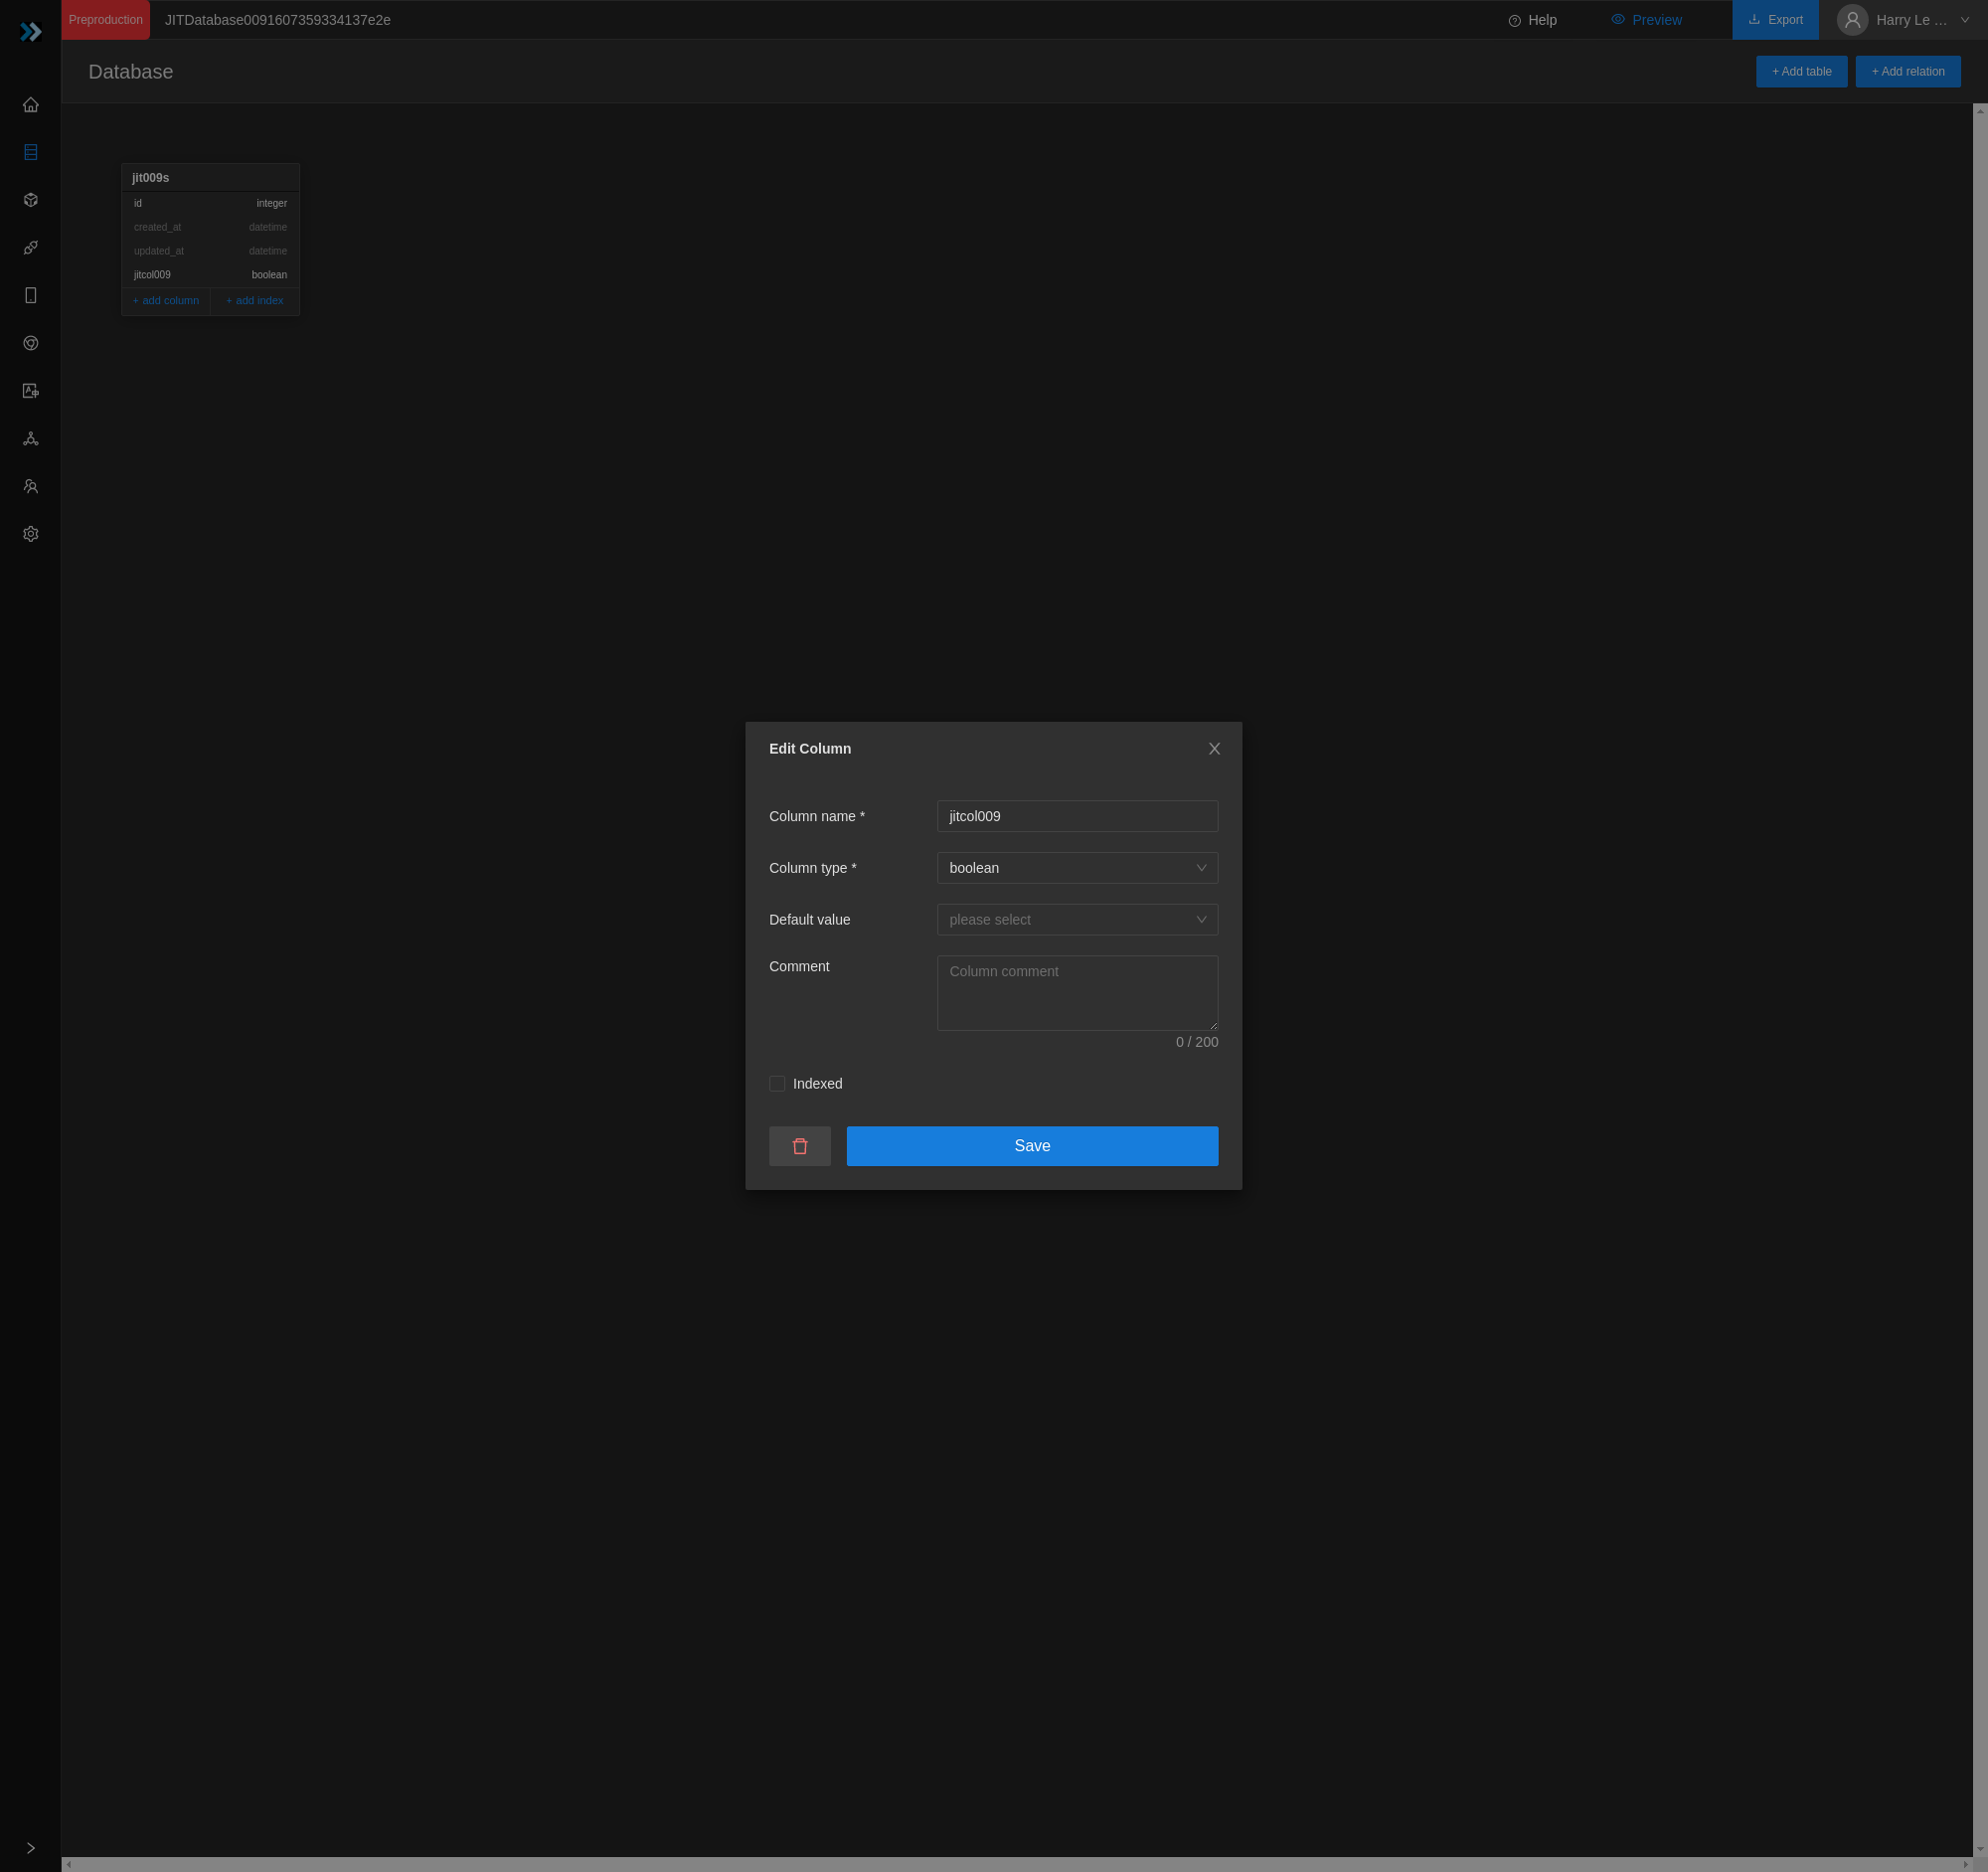 Preproduction JITDatabase0091607359334137e2e Help Preview Export Harry Le ...
Database + Add table + Add relation
jit009s
id integer
created_at datetime
updated_at datetime
jitcol009 boolean
+ add column + add index
Edit Column
Column name * jitcol009
Column type * boolean
Default value please select
Comment Column comment
0 / 200
Indexed
Save